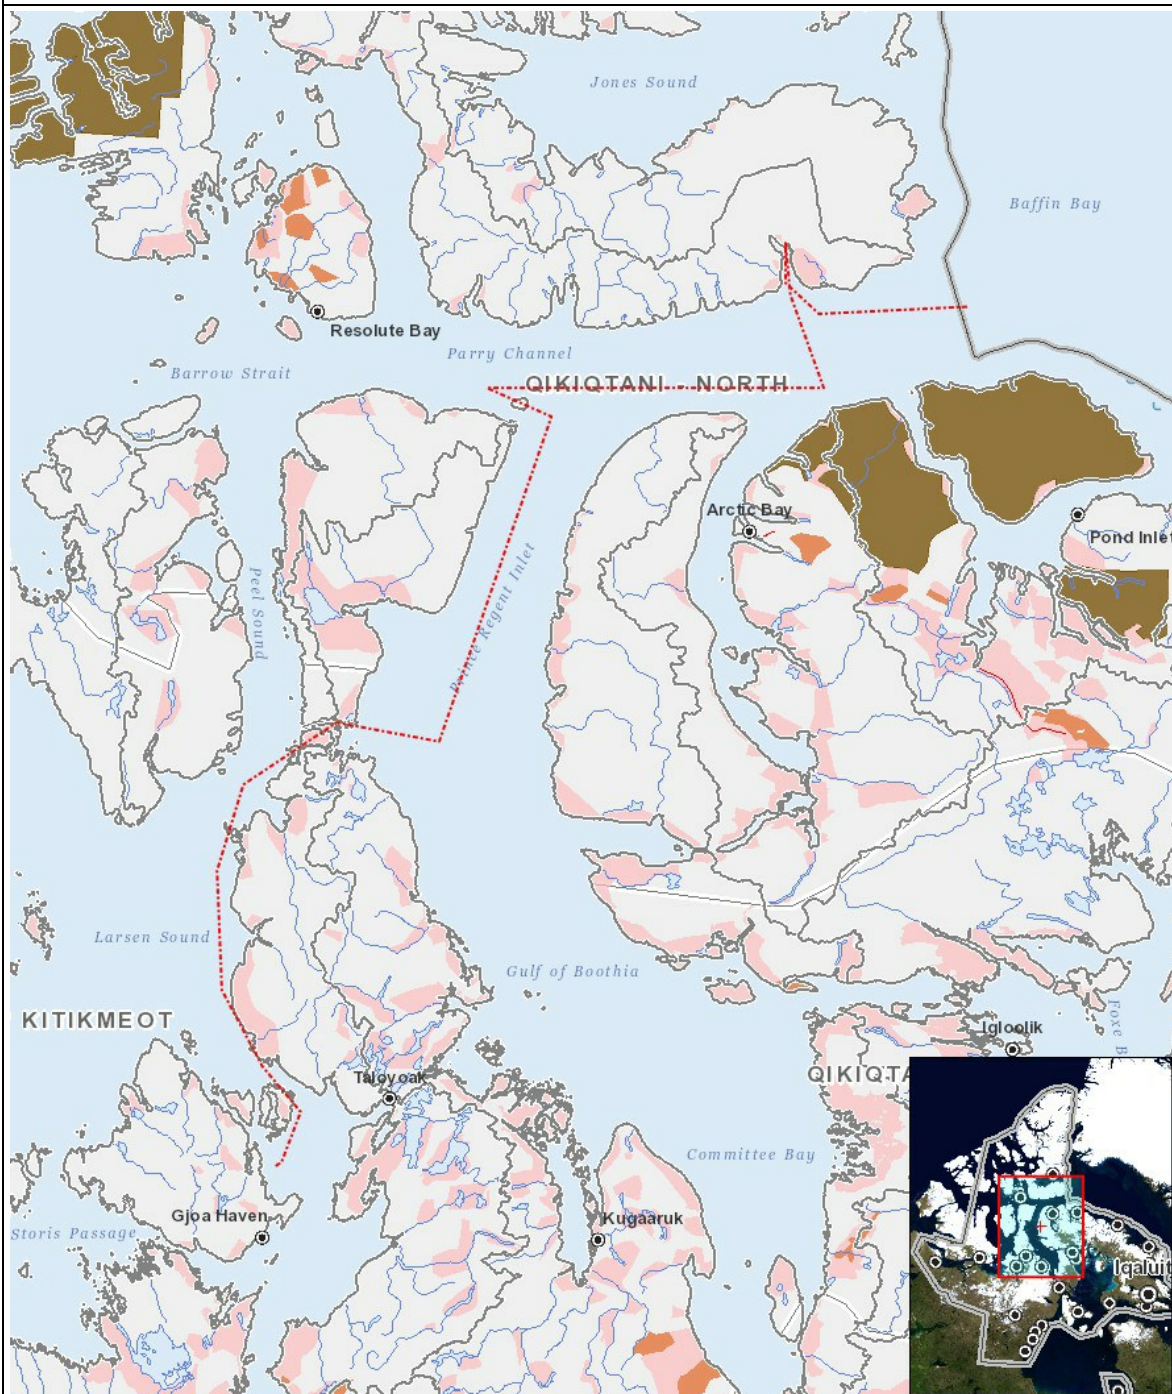 Jones Sound
Baffin Bay
Resolute Bay
Parry Channel
Barrow Strait
QIKIQTANI - NORTH
Arctic Bay
Pond Inlet
Peel Sound
Prince Regent Inlet
Larsen Sound
Gulf of Boothia
KITIKMEOT
Foxe B
Igloolik
QIKIQTA
Taloyoak
Committee Bay
Gjoa Haven
Kugaaruk
Storis Passage
Iqaluit